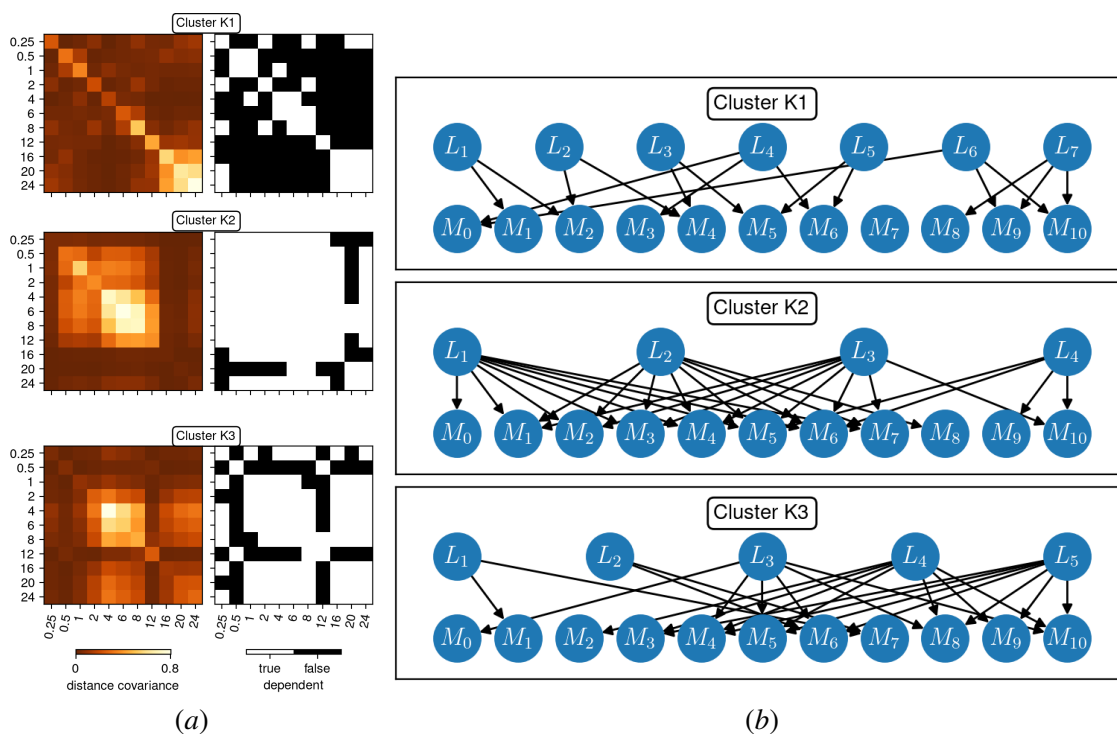 Cluster K1
0.25
0.5
1
2
4
6
8
12
16
20
24
Cluster K2
0.25
0.5
1
2
4
6
8
12
16
20
24
Cluster K3
0.25
0.5
1
2
4
6
8
12
16
20
24
0.25 0.5 1 2 4 6 8 12 16 20 24
0.25 0.5 1 2 4 6 8 12 16 20 24
0 0.8
distance covariance
true false
dependent
(a)
Cluster K1
L1 L2 L3 L4 L5 L6 L7
M0 M1 M2 M3 M4 M5 M6 M7 M8 M9 M10
Cluster K2
L1 L2 L3 L4
M0 M1 M2 M3 M4 M5 M6 M7 M8 M9 M10
Cluster K3
L1 L2 L3 L4 L5
M0 M1 M2 M3 M4 M5 M6 M7 M8 M9 M10
(b)